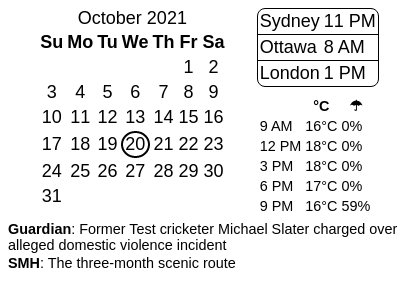 October 2021
Su Mo Tu We Th Fr Sa
1 2
3 4 5 6 7 8 9
10 11 12 13 14 15 16
17 18 19 20 21 22 23
24 25 26 27 28 29 30
31
Sydney 11 PM
Ottawa 8 AM
London 1 PM
°C ☂
9 AM 16°C 0%
12 PM 18°C 0%
3 PM 18°C 0%
6 PM 17°C 0%
9 PM 16°C 59%
Guardian: Former Test cricketer Michael Slater charged over
alleged domestic violence incident
SMH: The three-month scenic route